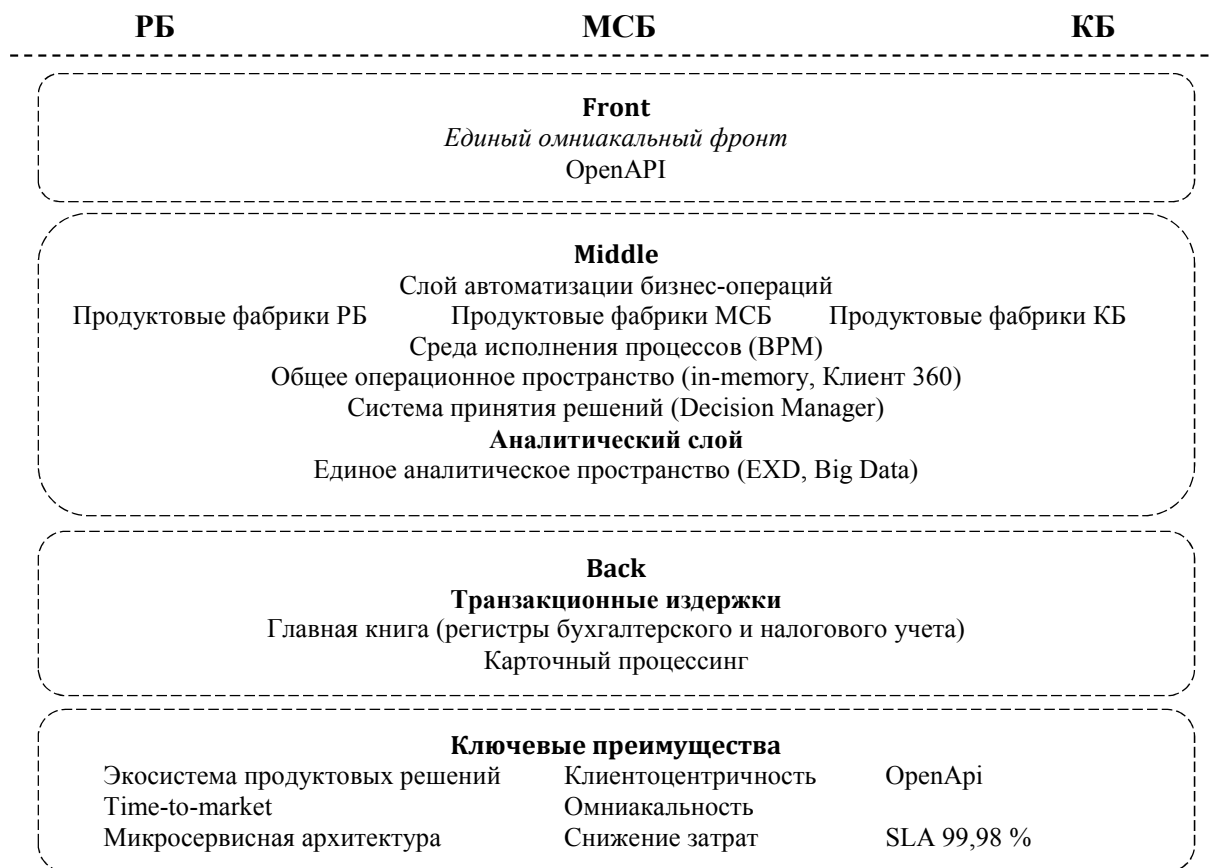 РБ МСБ КБ
Front
Единый омниакальный фронт
OpenAPI
Middle
Слой автоматизации бизнес-операций
Продуктовые фабрики РБ Продуктовые фабрики МСБ Продуктовые фабрики КБ
Среда исполнения процессов (BPM)
Общее операционное пространство (in-memory, Клиент 360)
Система принятия решений (Decision Manager)
Аналитический слой
Единое аналитическое пространство (EXD, Big Data)
Back
Транзакционные издержки
Главная книга (регистры бухгалтерского и налогового учета)
Карточный процессинг
Ключевые преимущества
Экосистема продуктовых решений Клиентоцентричность OpenApi
Time-to-market Омниакальность
Микросервисная архитектура Снижение затрат SLA 99,98 %